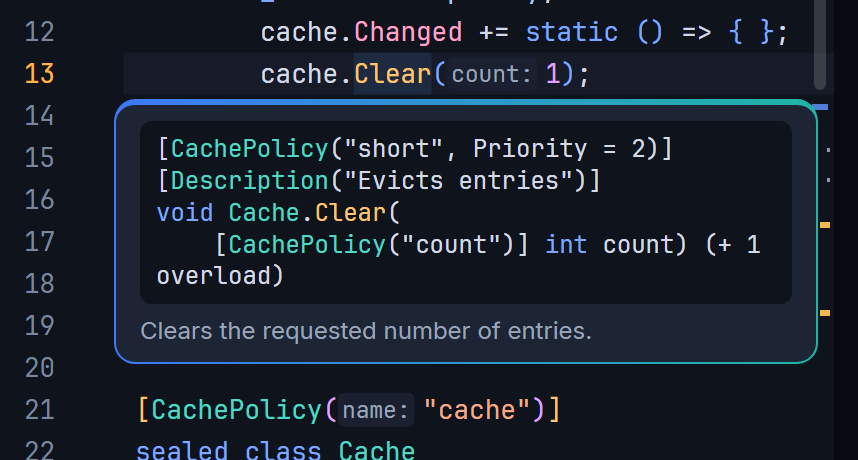 12 cache.Changed += static () => { };
13 cache.Clear(count: 1);
14
[CachePolicy("short", Priority = 2)]
15
[Description("Evicts entries")]
16
void Cache.Clear(
17
[CachePolicy("count")] int count) (+ 1
18
overload)
19
Clears the requested number of entries.
20
21 [CachePolicy(name: "cache")]
22 sealed class Cache